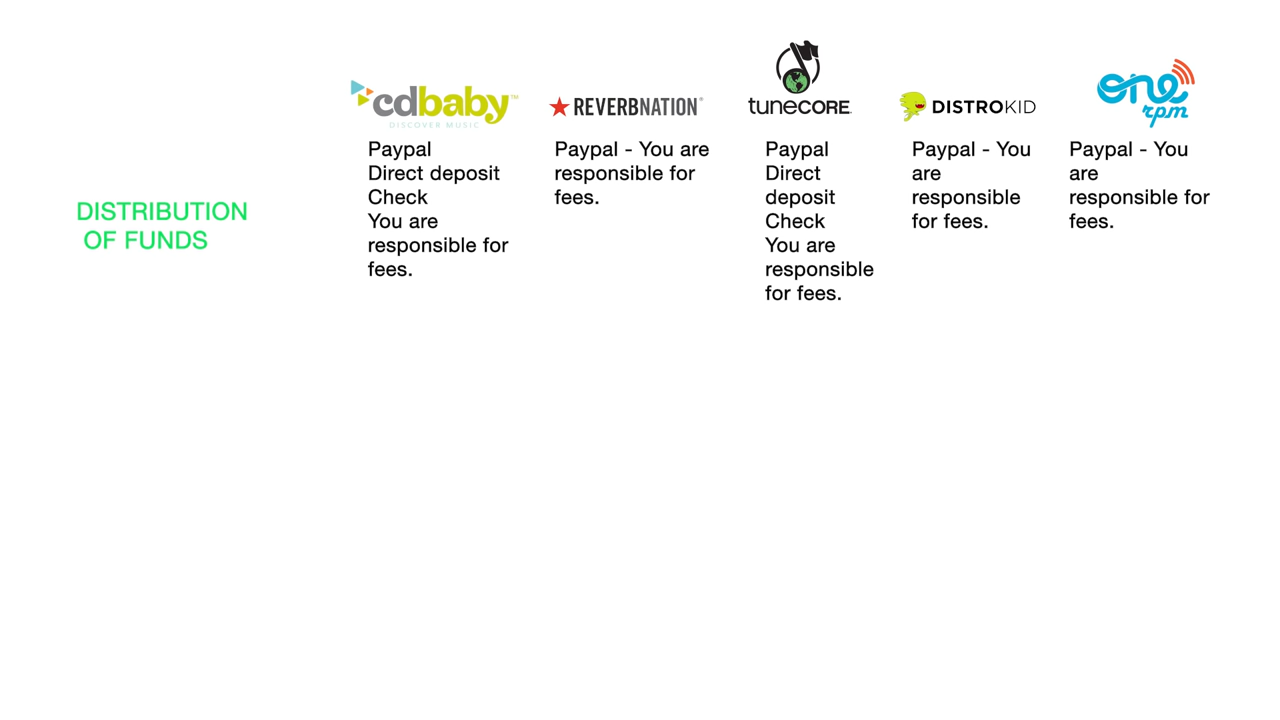 cdbaby™
DISCOVER MUSIC
REVERBNATION®
tunecore
DISTROKID
one
rpm
DISTRIBUTION
OF FUNDS
Paypal
Direct deposit
Check
You are
responsible for
fees.
Paypal - You are
responsible for
fees.
Paypal
Direct
deposit
Check
You are
responsible
for fees.
Paypal - You
are
responsible
for fees.
Paypal - You
are
responsible for
fees.